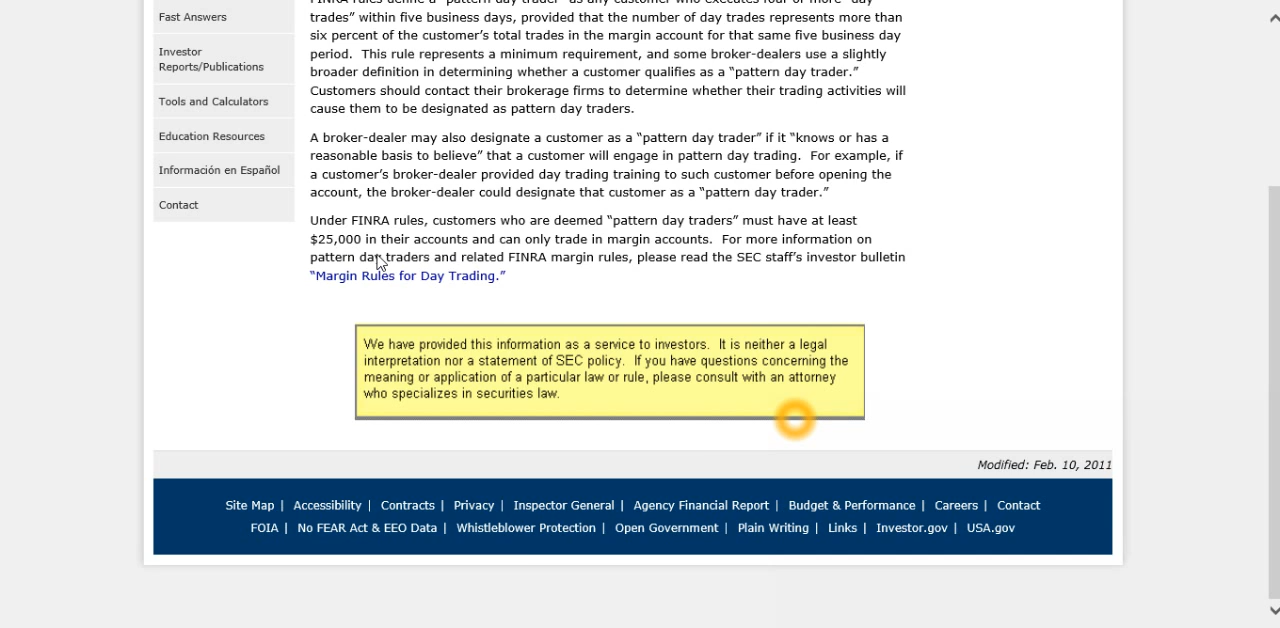 Fast Answers
Investor
Reports/Publications
Tools and Calculators
Education Resources
Información en Español
Contact
trades” within five business days, provided that the number of day trades represents more than
six percent of the customer’s total trades in the margin account for that same five business day
period.  This rule represents a minimum requirement, and some broker-dealers use a slightly
broader definition in determining whether a customer qualifies as a “pattern day trader.”
Customers should contact their brokerage firms to determine whether their trading activities will
cause them to be designated as pattern day traders.
A broker-dealer may also designate a customer as a “pattern day trader” if it “knows or has a
reasonable basis to believe” that a customer will engage in pattern day trading.  For example, if
a customer’s broker-dealer provided day trading training to such customer before opening the
account, the broker-dealer could designate that customer as a “pattern day trader.”
Under FINRA rules, customers who are deemed “pattern day traders” must have at least
$25,000 in their accounts and can only trade in margin accounts.  For more information on
pattern day traders and related FINRA margin rules, please read the SEC staff’s investor bulletin
“Margin Rules for Day Trading.”
We have provided this information as a service to investors.  It is neither a legal
interpretation nor a statement of SEC policy.  If you have questions concerning the
meaning or application of a particular law or rule, please consult with an attorney
who specializes in securities law.
Modified: Feb. 10, 2011
Site Map | Accessibility | Contracts | Privacy | Inspector General | Agency Financial Report | Budget & Performance | Careers | Contact
FOIA | No FEAR Act & EEO Data | Whistleblower Protection | Open Government | Plain Writing | Links | Investor.gov | USA.gov